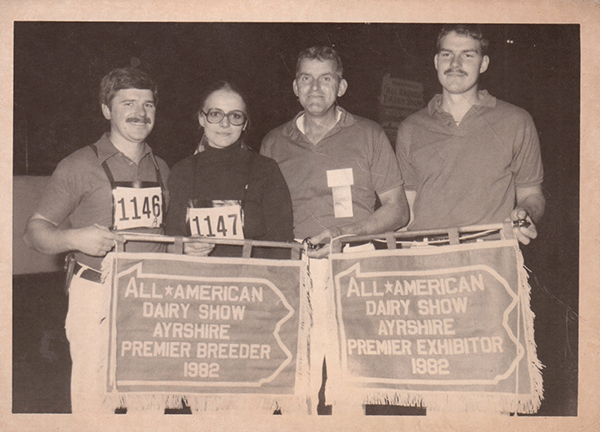 1146
1147
ALL★AMERICAN
DAIRY SHOW
AYRSHIRE
PREMIER BREEDER
1982
ALL★AMERICAN
DAIRY SHOW
AYRSHIRE
PREMIER EXHIBITOR
1982